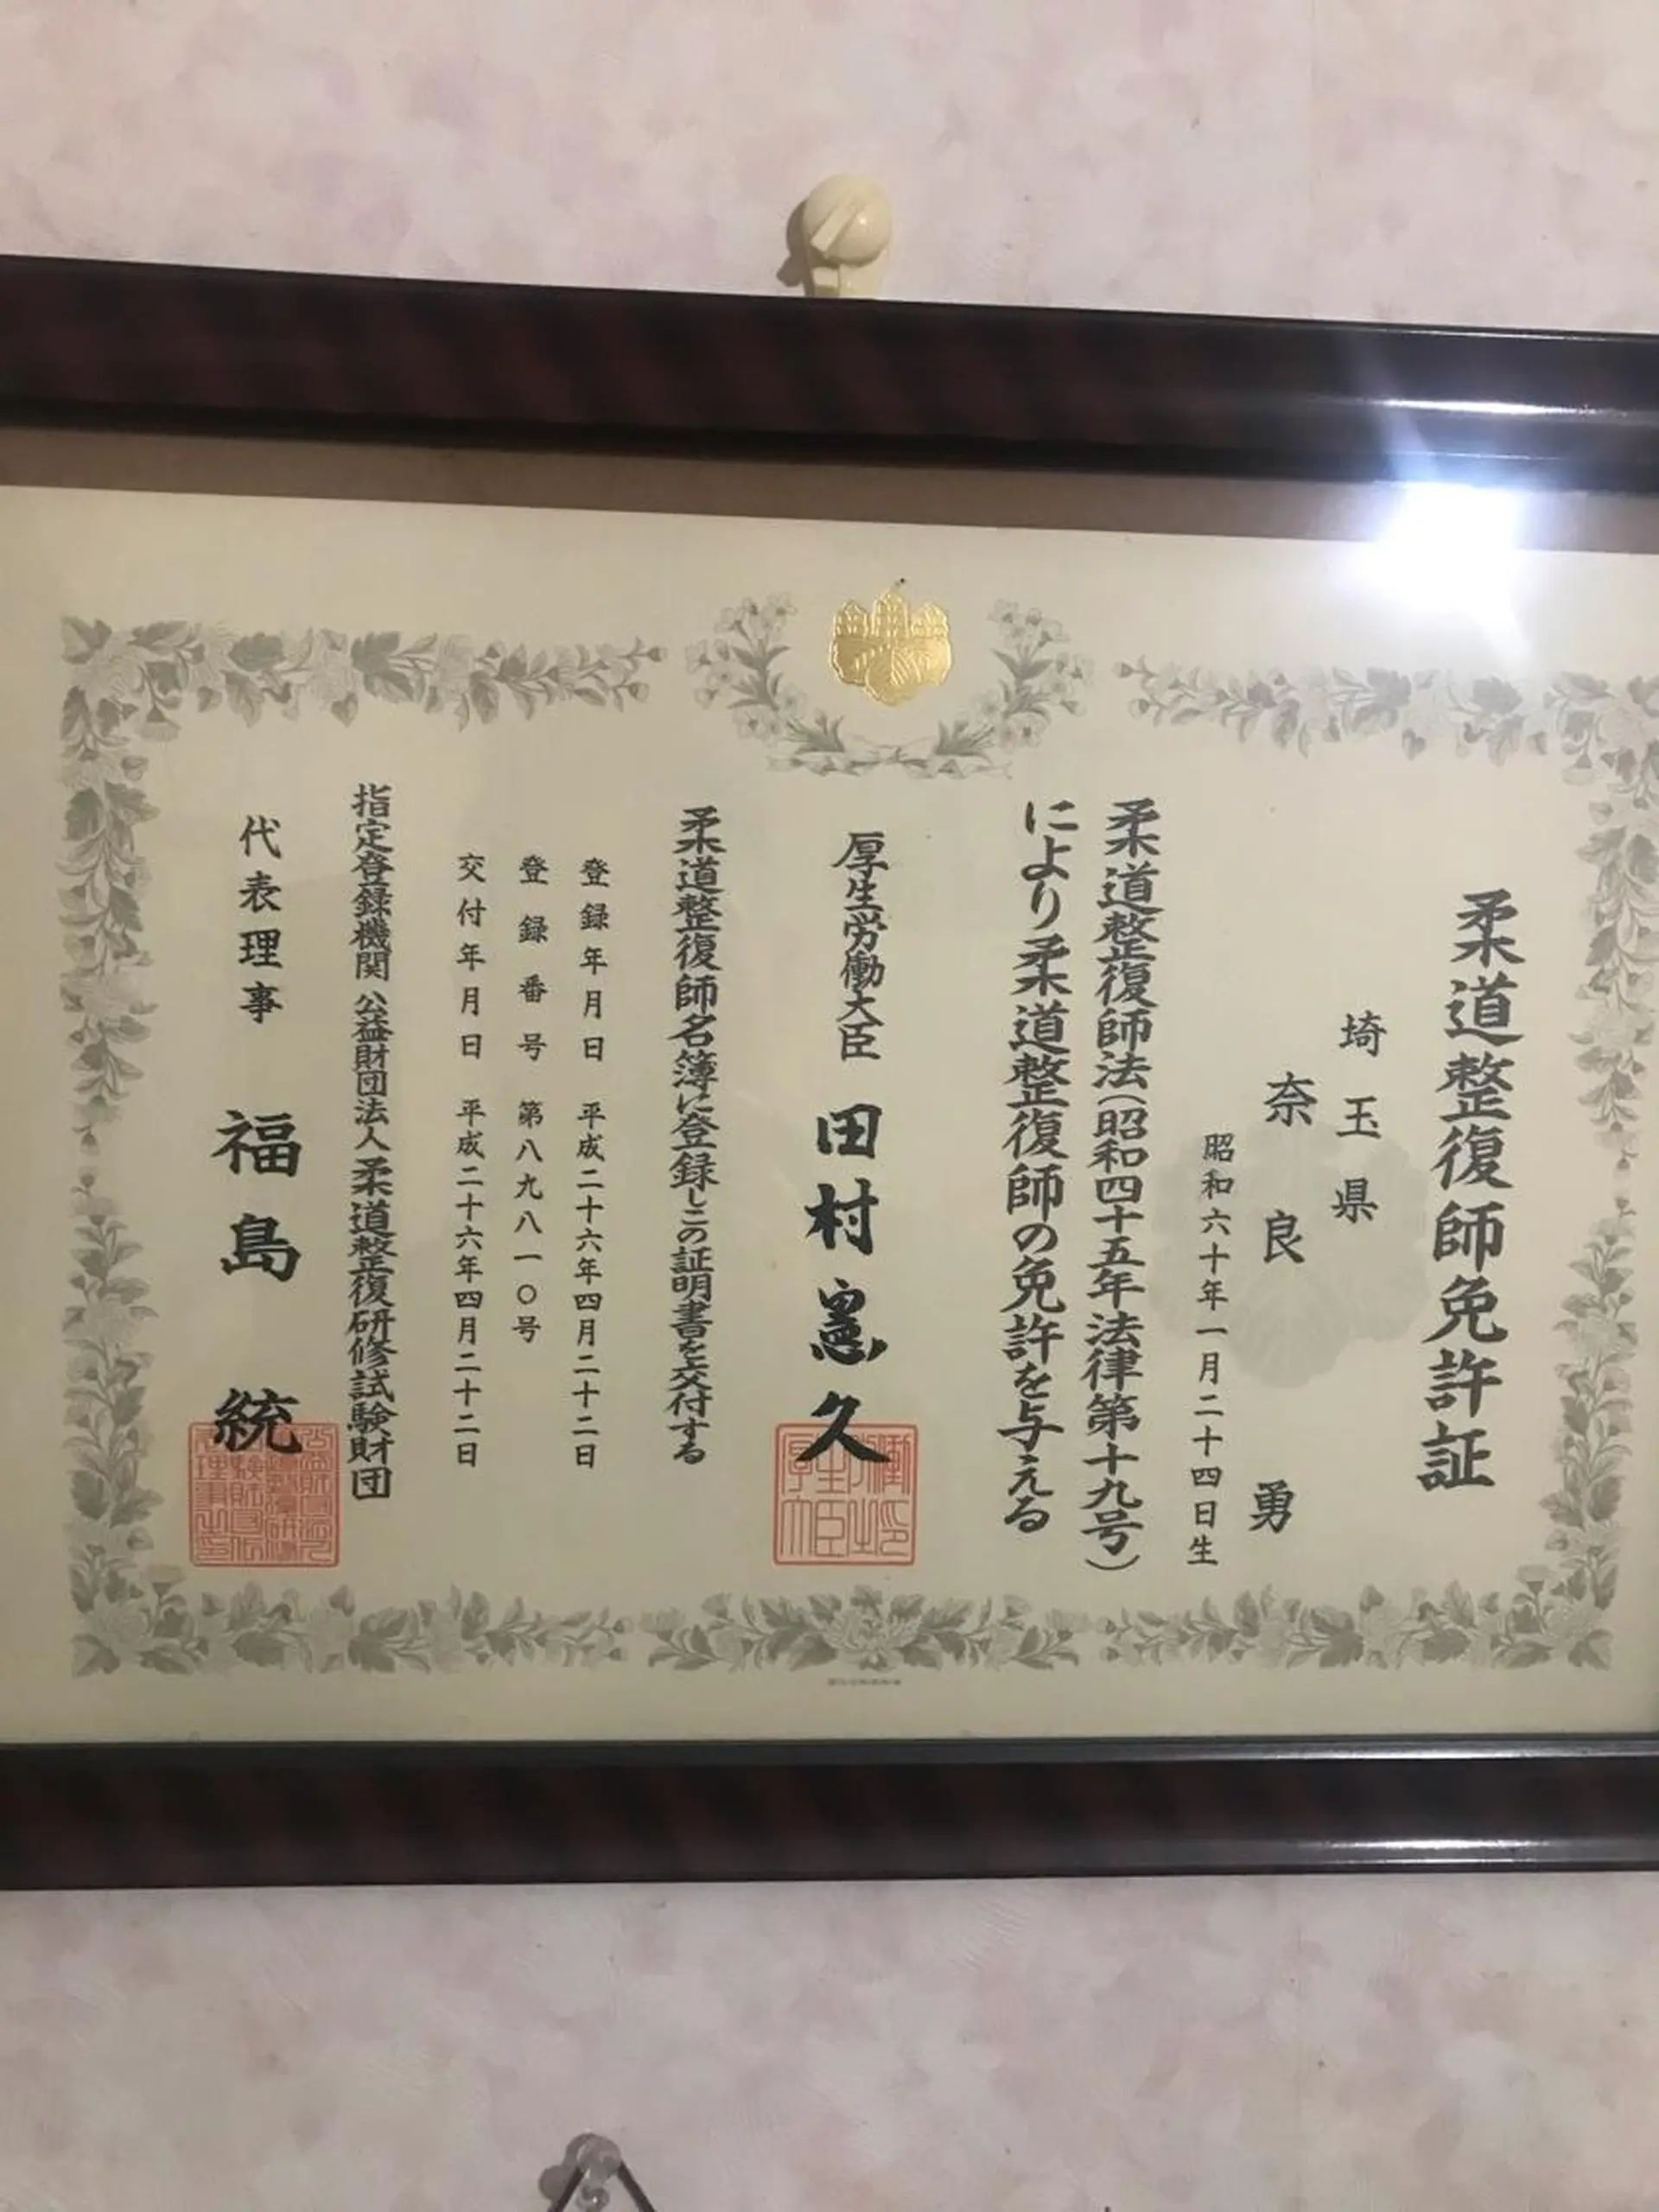 柔道整復師免許証
埼玉県
奈良勇
昭和六十年一月二十四日生
柔道整復師法(昭和四十五年法律第十九号)
により柔道整復師の免許を与える
厚生労働大臣 田村憲久
柔道整復師名簿に登録しこの証明書を交付する
登録年月日 平成二十六年四月二十二日
登録番号 第八九八一〇号
交付年月日 平成二十六年四月二十二日
指定登録機関 公益財団法人柔道整復研修試験財団
代表理事 福島統